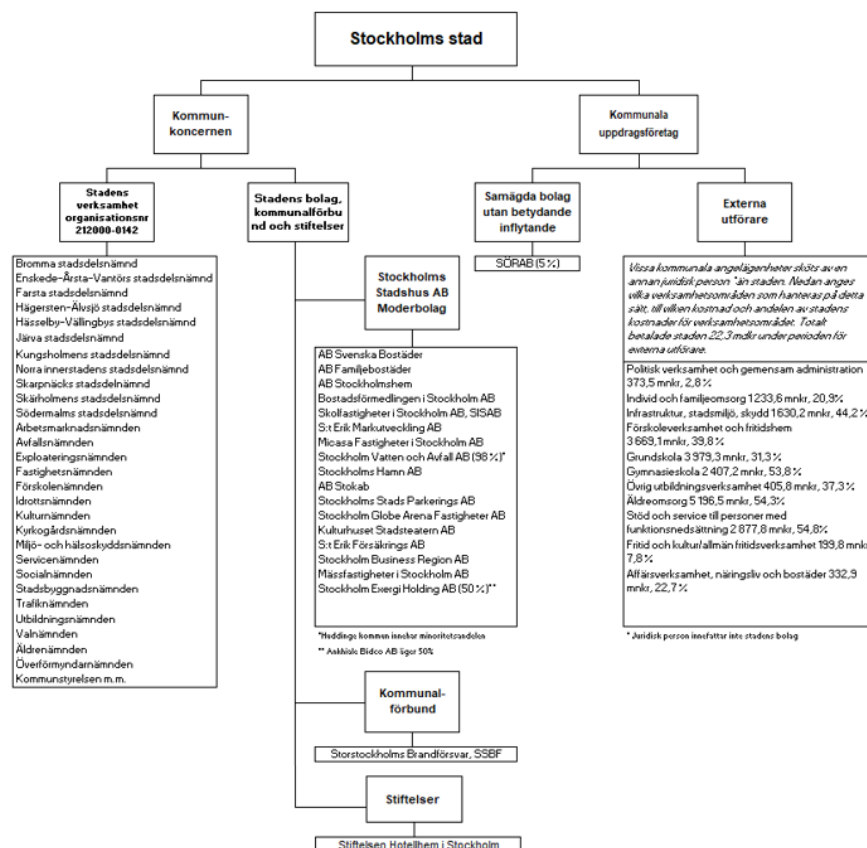 Stockholms stad
Kommun-
koncernen
Kommunala
uppdragsföretag
Stadens
verksamhet
organisationsnr
212000-0142
Stadens bolag,
kommunalförbu
nd och stiftelser
Samägda bolag
utan betydande
inflytande
Externa
utförare
Bromma stadsdelsnämnd
Enskede-Årsta-Vantörs stadsdelsnämnd
Farsta stadsdelsnämnd
Hägersten-Älvsjö stadsdelsnämnd
Hässelby-Vällingbys stadsdelsnämnd
Järva stadsdelsnämnd
Kungsholmens stadsdelsnämnd
Norra innerstadens stadsdelsnämnd
Skarpnäcks stadsdelsnämnd
Skärholmens stadsdelsnämnd
Södermalms stadsdelsnämnd
Arbetsmarknadsnämnden
Avfallsnämnden
Exploateringsnämnden
Fastighetsnämnden
Förskolenämnden
Idrottsnämnden
Kulturnämnden
Kyrkogårdsnämnden
Miljö- och hälsoskyddsnämnden
Servicenämnden
Socialnämnden
Stadsbyggnadsnämnden
Trafiknämnden
Utbildningsnämnden
Valnämnden
Äldrenämnden
Överförmyndarnämnden
Kommunstyrelsen m.m.
Stockholms
Stadshus AB
Moderbolag
AB Svenska Bostäder
AB Familjebostäder
AB Stockholmshem
Bostadsförmedlingen i Stockholm AB
Skolfastigheter i Stockholm AB, SISAB
S:t Erik Markutveckling AB
Micasa Fastigheter i Stockholm AB
Stockholm Vatten och Avfall AB (98 %)*
Stockholms Hamn AB
AB Stokab
Stockholms Stads Parkerings AB
Stockholm Globe Arena Fastigheter AB
Kulturhuset Stadsteatern AB
S:t Erik Försäkrings AB
Stockholm Business Region AB
Mässfastigheter i Stockholm AB
Stockholm Exergi Holding AB (50 %)**
*Huddinge kommun innehar minoritetsandelen
** Ankhiale Bidco AB äger 50%
Kommunal-
förbund
Storstockholms Brandförsvar, SSBF
Stiftelser
Stiftelsen Hotellhem i Stockholm
SÖRAB (5 %)
Vissa kommunala angelägenheter sköts av en
annan juridisk person *än staden. Nedan anges
vilka verksamhetsområden som hanteras på detta
sätt, till vilken kostnad och andelen av stadens
kostnader för verksamhetsområdet. Totalt
betalade staden 22,3 mdkr under perioden för
externa utförare.
Politisk verksamhet och gemensam administration
373,5 mnkr, 2,8%
Individ och familjeomsorg 1 233,6 mnkr, 20,9%
Infrastruktur, stadsmiljö, skydd 1 630,2 mnkr, 44,2%
Förskoleverksamhet och fritidshem
3 669,1 mnkr, 39,8%
Grundskola 3 979,3 mnkr, 31,3%
Gymnasieskola 2 407,2 mnkr, 53,8%
Övrig utbildningsverksamhet 405,8 mnkr, 37,3%
Äldreomsorg 5 196,5 mnkr, 54,3%
Stöd och service till personer med
funktionsnedsättning 2 877,8 mnkr, 54,8%
Fritid och kultur/allmän fritidsverksamhet 199,8 mnkr
7,8%
Affärsverksamhet, näringsliv och bostäder 332,9
mnkr, 22,7%
* Juridisk person innefattar inte stadens bolag